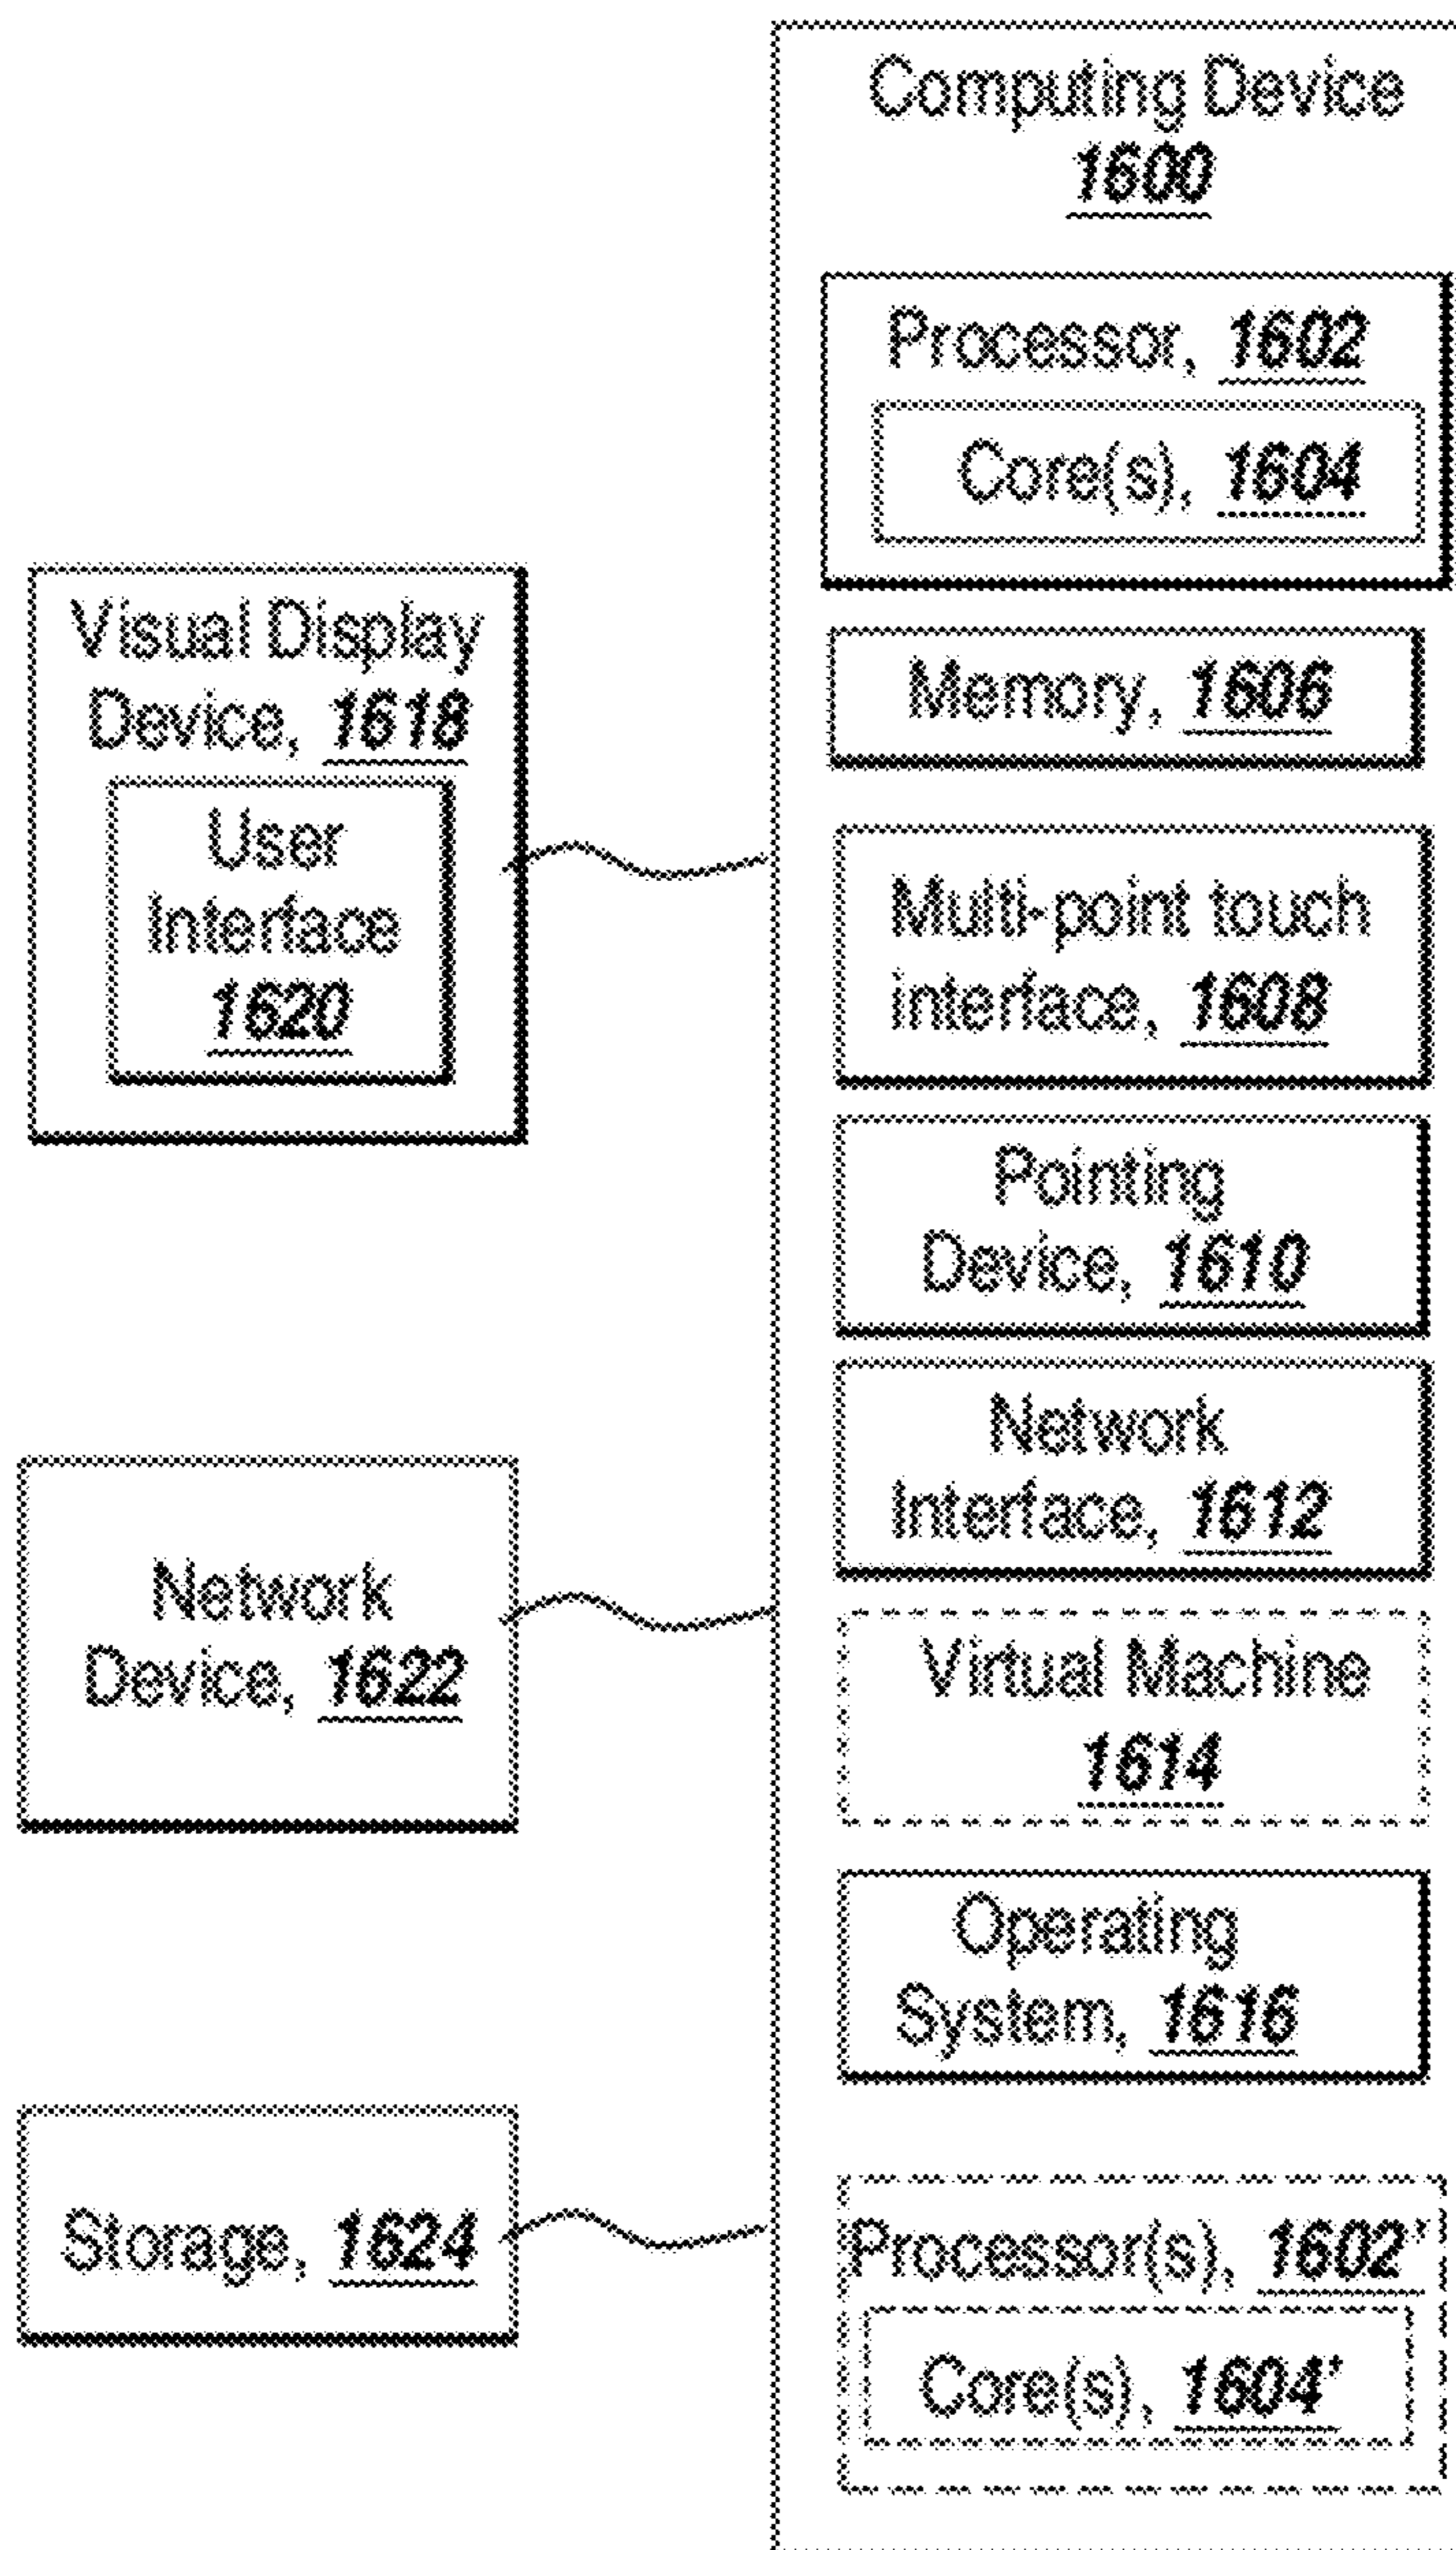 Computing Device
1600
Processor, 1602
Core(s), 1604
Memory, 1606
Multi-point touch
interface, 1608
Pointing
Device, 1610
Network
Interface, 1612
Virtual Machine
1614
Operating
System, 1616
Processor(s), 1602'
Core(s), 1604'
Visual Display
Device, 1618
User
Interface
1620
Network
Device, 1622
Storage, 1624